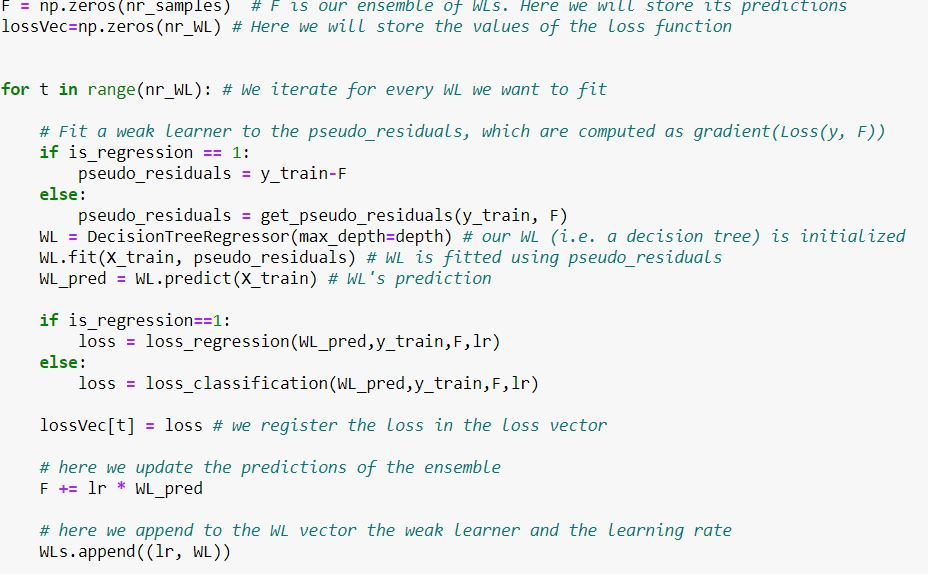 F = np.zeros(nr_samples)  # F is our ensemble of WLs. Here we will store its predictions
lossVec=np.zeros(nr_WL) # Here we will store the values of the loss function
for t in range(nr_WL): # We iterate for every WL we want to fit
# Fit a weak learner to the pseudo_residuals, which are computed as gradient(Loss(y, F))
if is_regression == 1:
pseudo_residuals = y_train-F
else:
pseudo_residuals = get_pseudo_residuals(y_train, F)
WL = DecisionTreeRegressor(max_depth=depth) # our WL (i.e. a decision tree) is initialized
WL.fit(X_train, pseudo_residuals) # WL is fitted using pseudo_residuals
WL_pred = WL.predict(X_train) # WL's prediction
if is_regression==1:
loss = loss_regression(WL_pred,y_train,F,lr)
else:
loss = loss_classification(WL_pred,y_train,F,lr)
lossVec[t] = loss # we register the loss in the loss vector
# here we update the predictions of the ensemble
F += lr * WL_pred
# here we append to the WL vector the weak learner and the learning rate
WLs.append((lr, WL))